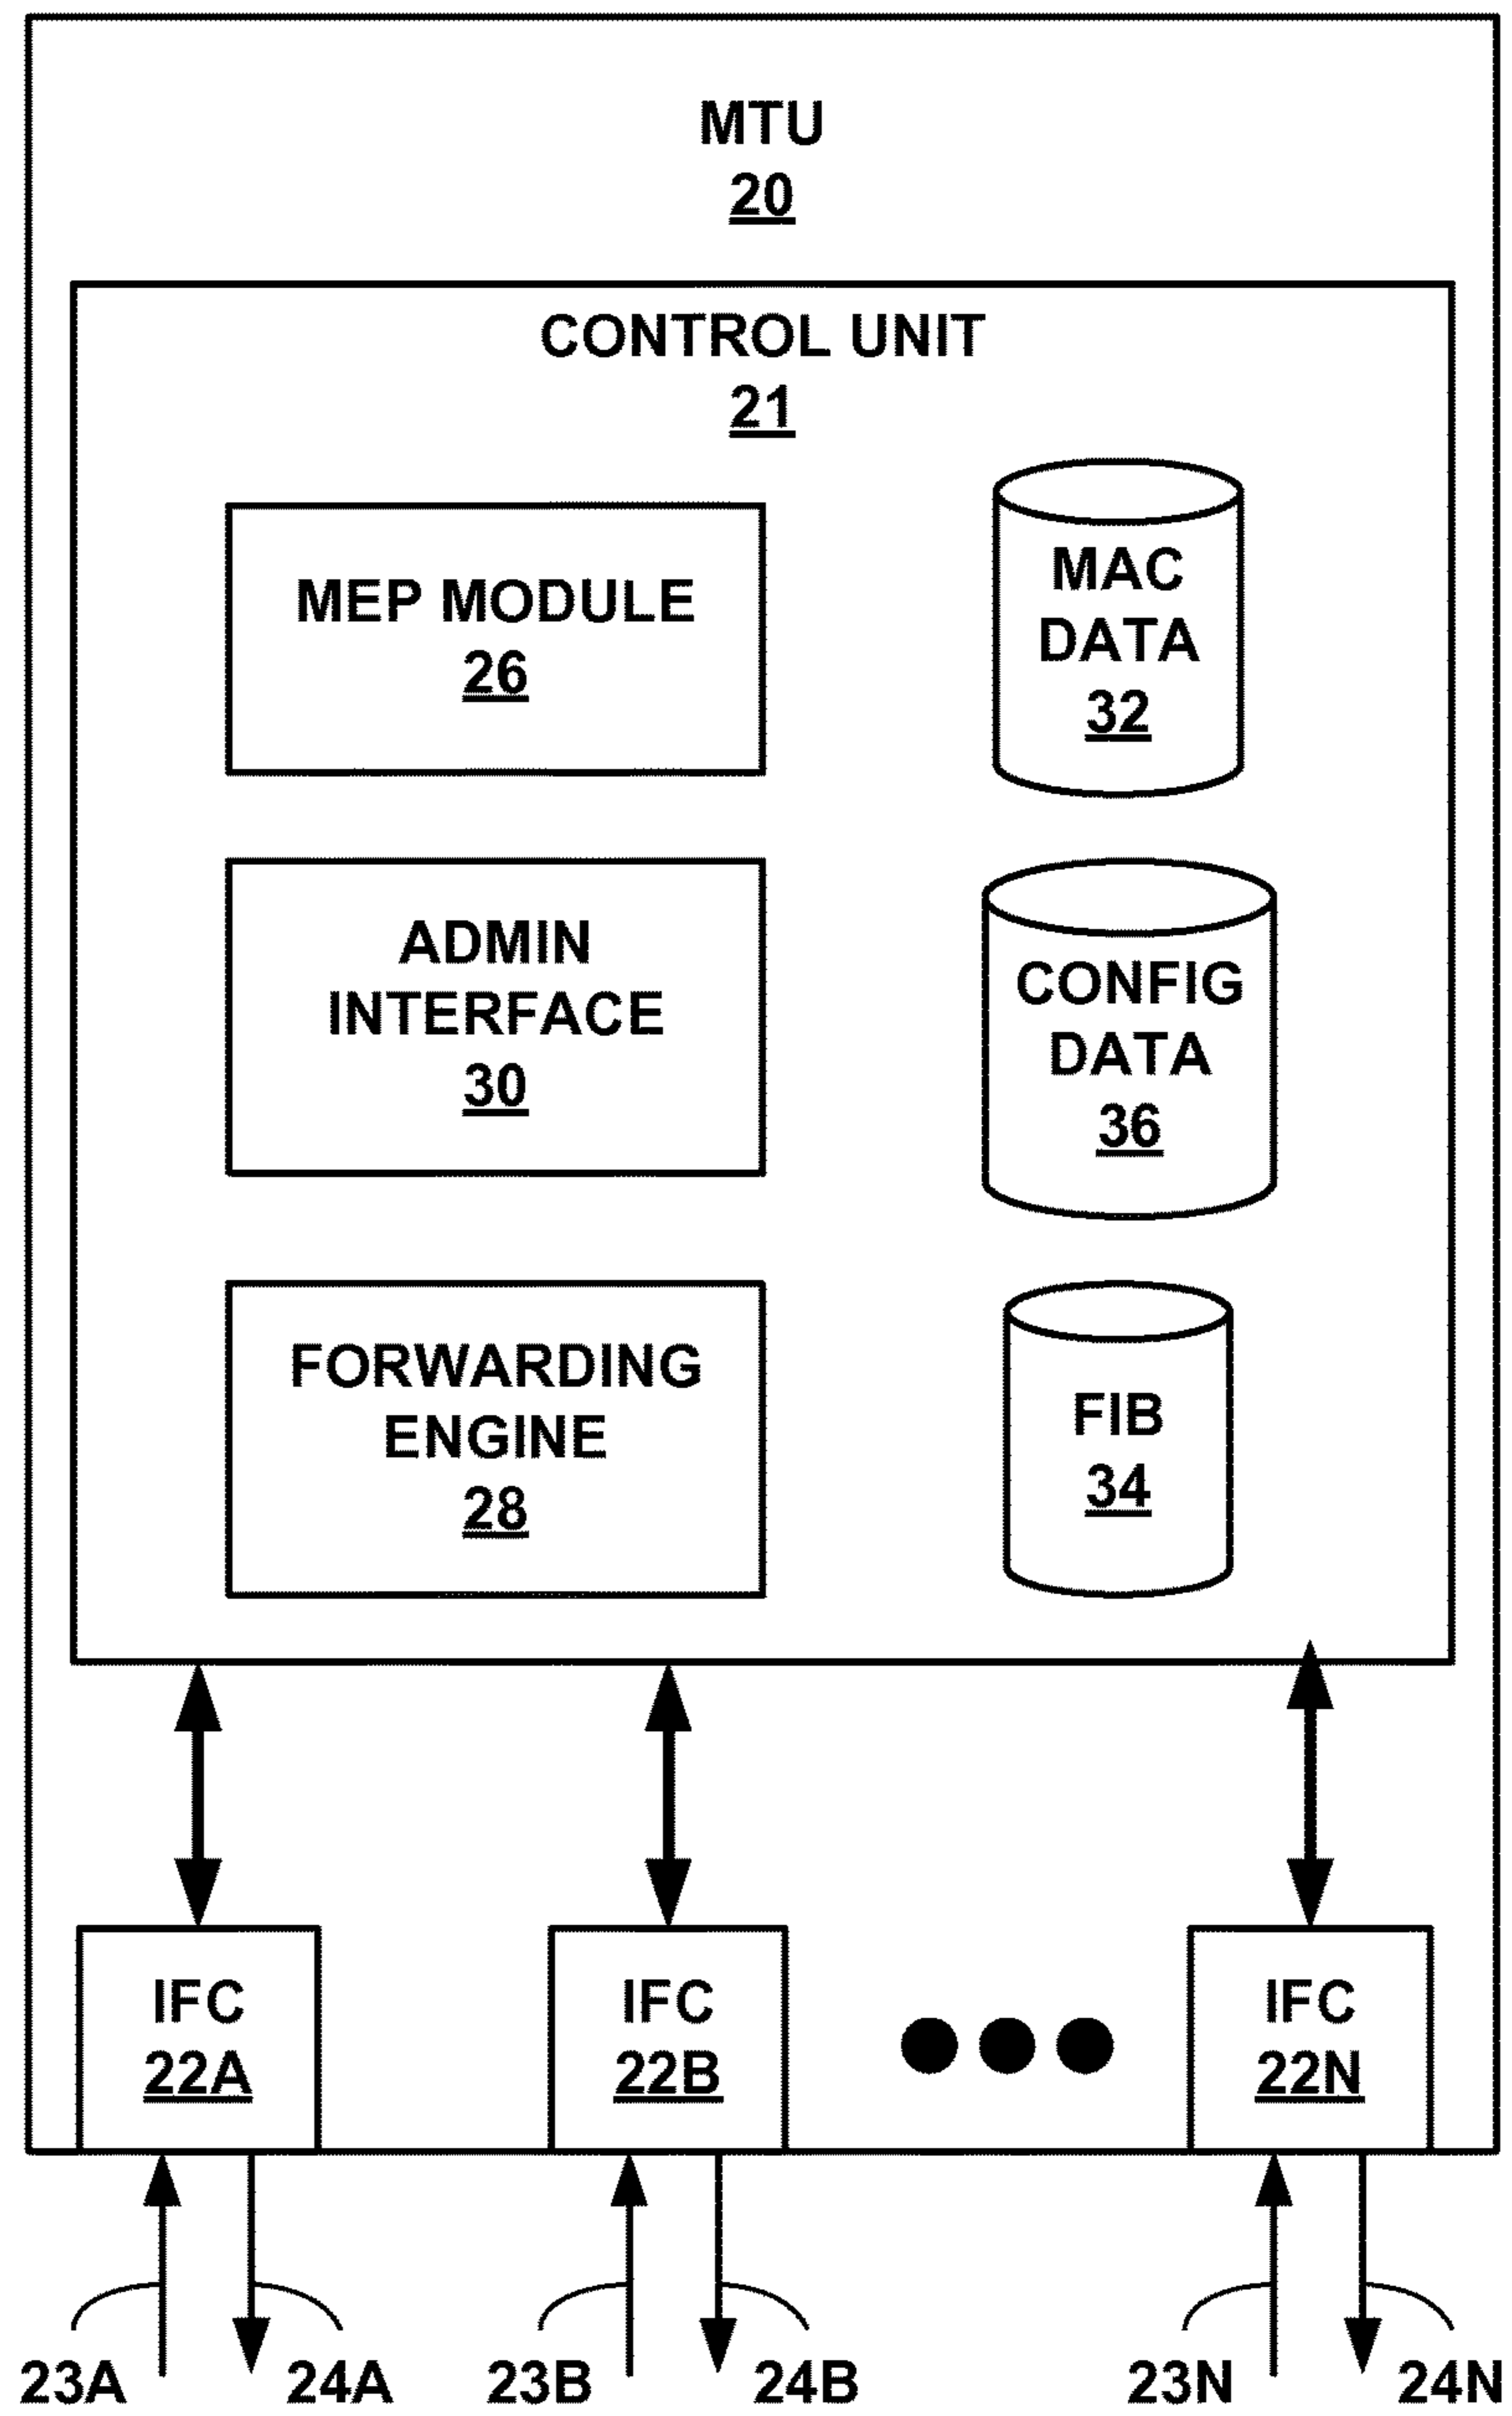 MTU
20
CONTROL UNIT
21
MEP MODULE
26
MAC
DATA
32
ADMIN
INTERFACE
30
CONFIG
DATA
36
FORWARDING
ENGINE
28
FIB
34
IFC
22A
IFC
22B
IFC
22N
23A
24A
23B
24B
23N
24N